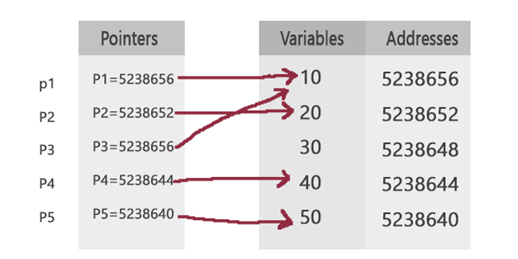 Pointers Variables Addresses
p1 P1=5238656 10 5238656
P2 P2=5238652 20 5238652
P3 P3=5238656 30 5238648
P4 P4=5238644 40 5238644
P5 P5=5238640 50 5238640